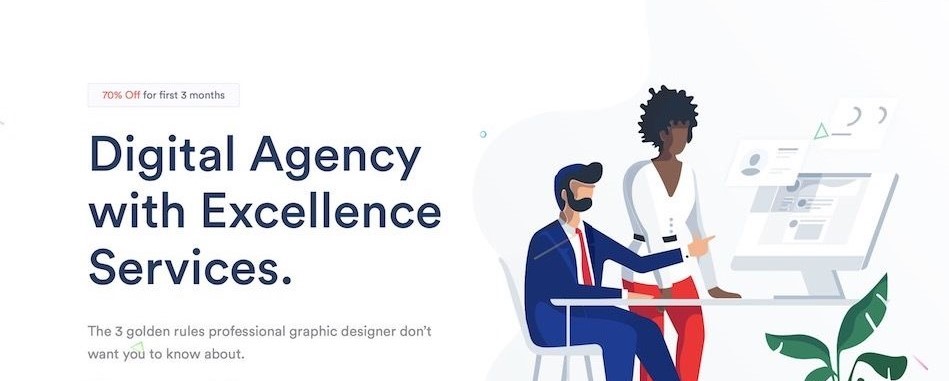 70% Off for first 3 months
Digital Agency
with Excellence
Services.
The 3 golden rules professional graphic designer don’t
want you to know about.